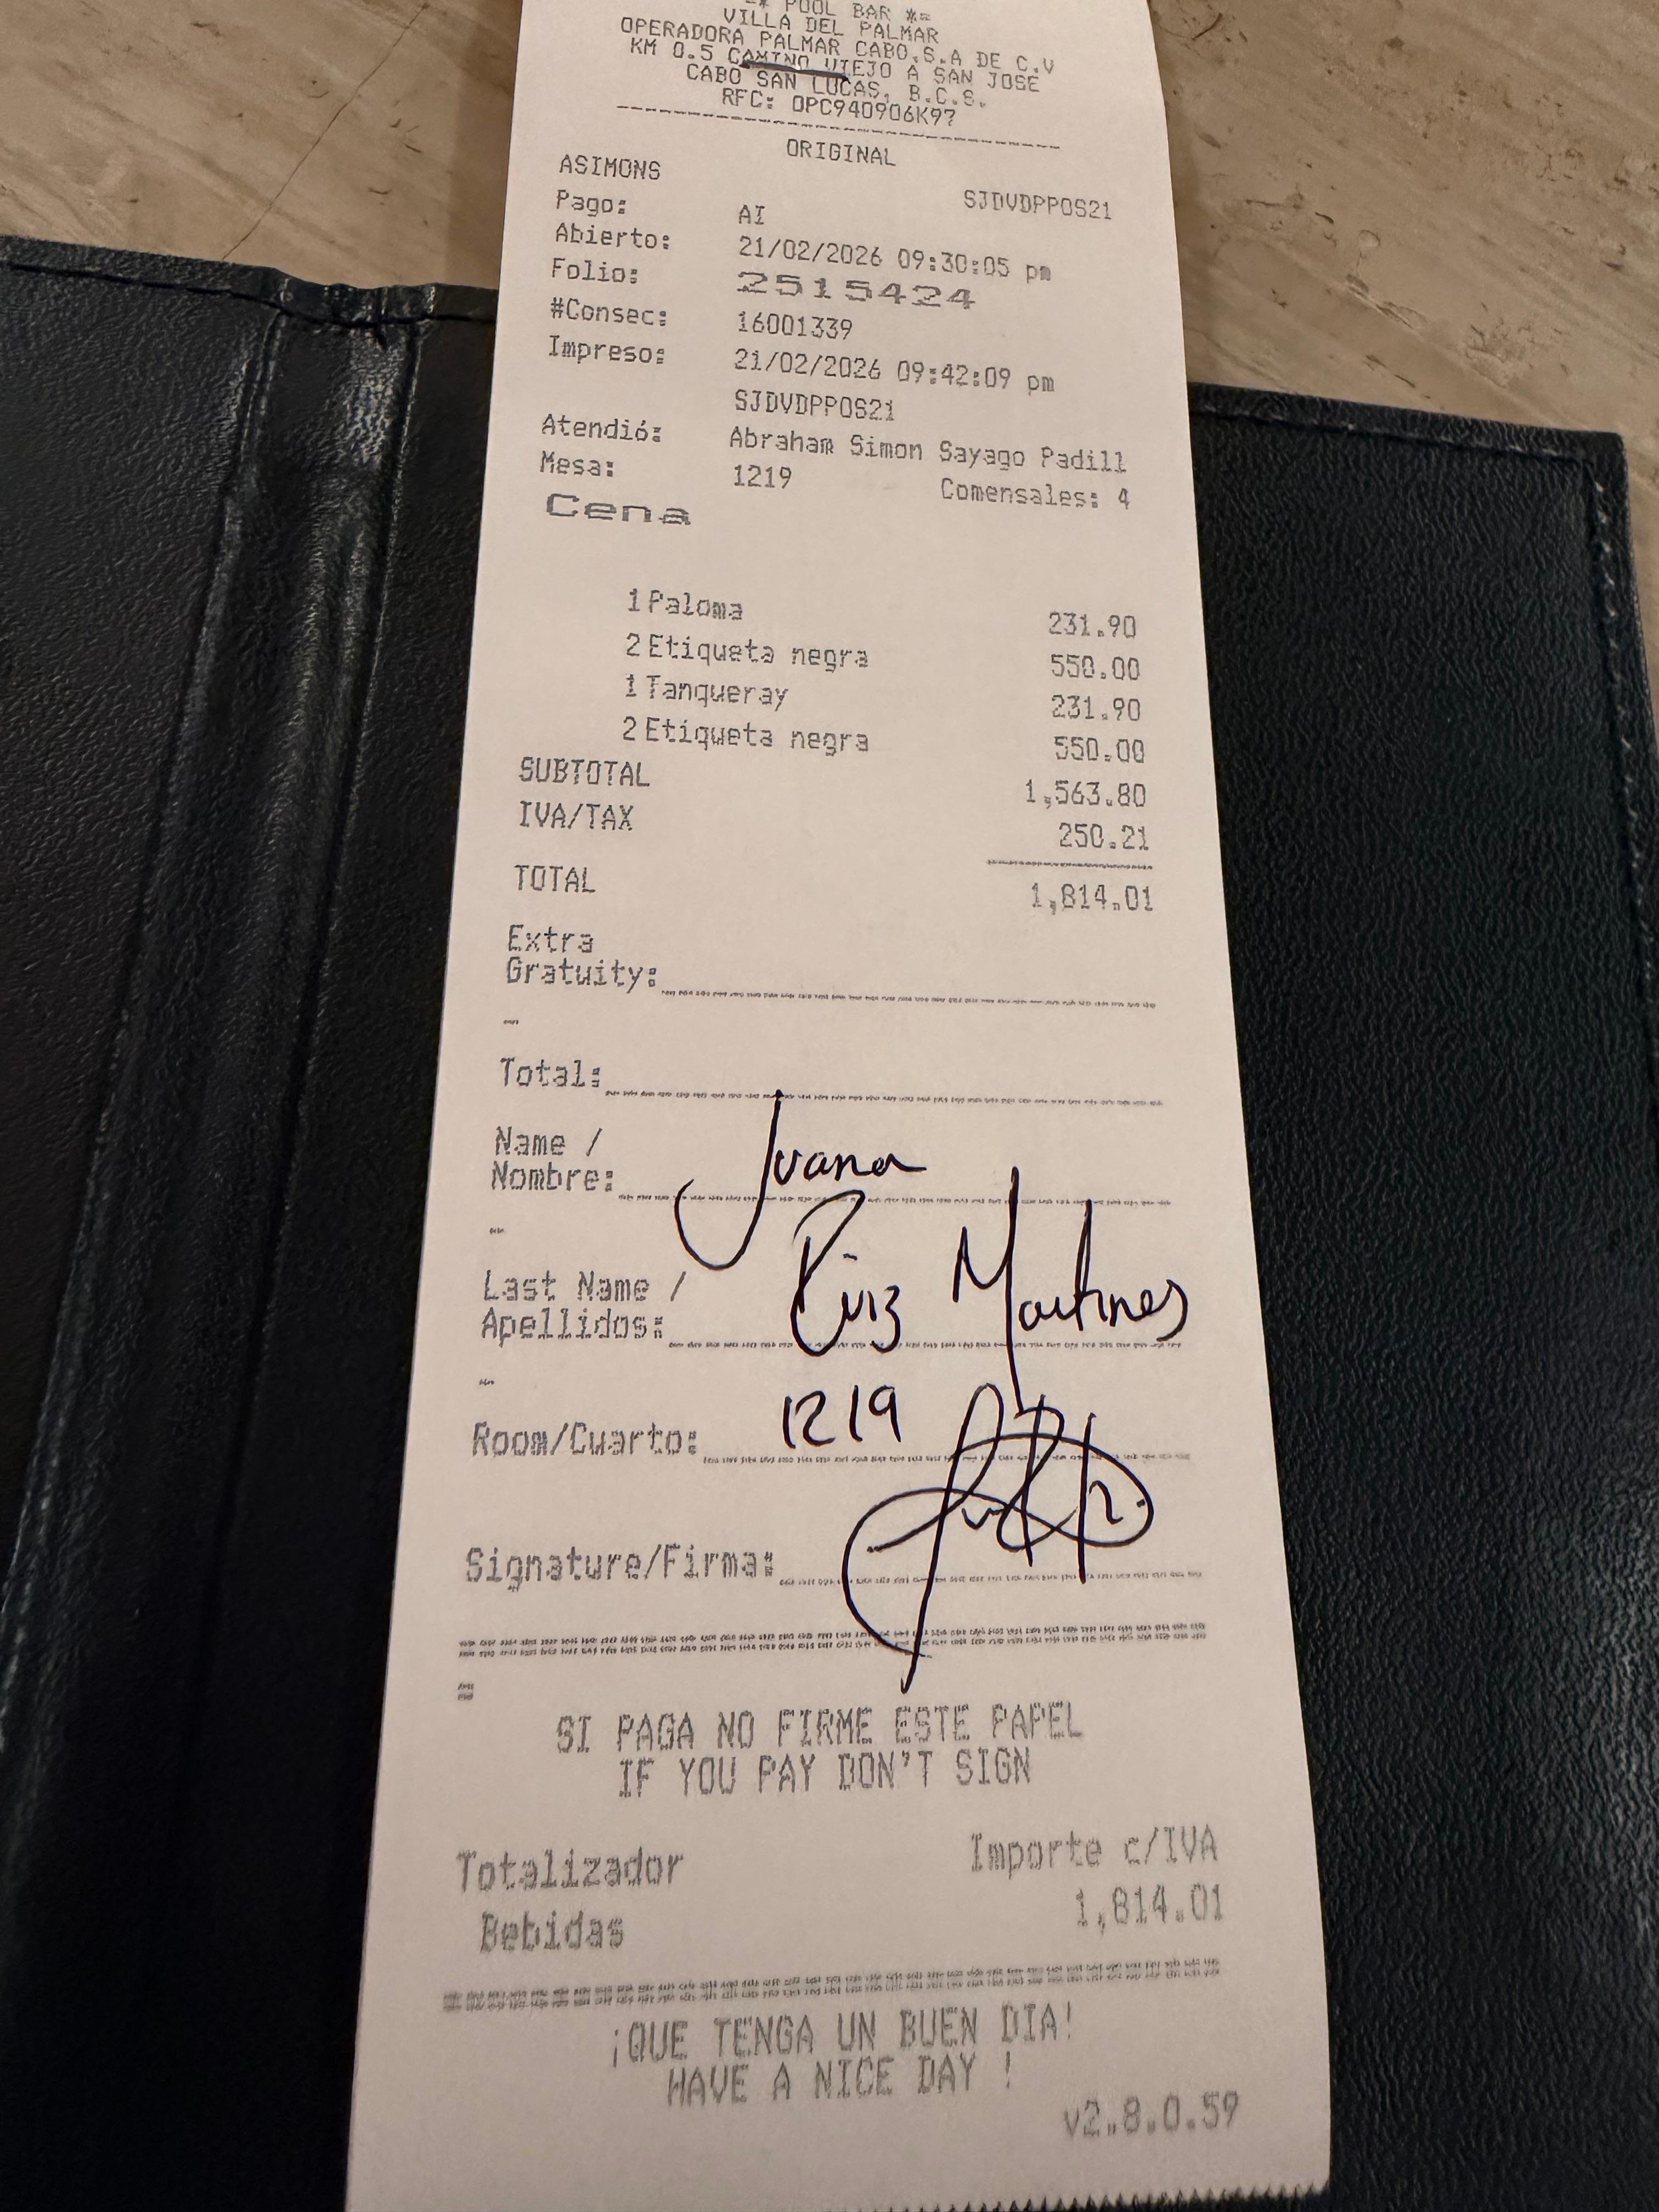 POOL BAR *=
VILLA DEL PALMAR
OPERADORA PALMAR CABO.S.A DE C.V
KM 0.5 CAMINO VIEJO A SAN JOSE
CABO SAN LUCAS, B.C.S.
RFC: OPC940906K97
ORIGINAL
ASIMONS SJDVDPPOS21
Pago: AI
Abierto: 21/02/2026 09:30:05 pm
Folio: 2515424
#Consec: 16001339
Impreso: 21/02/2026 09:42:09 pm
SJDVDPPOS21
Atendió: Abraham Simon Sayago Padill
Mesa: 1219 Comensales: 4
Cena
1 Paloma 231.90
2 Etiqueta negra 550.00
1 Tanqueray 231.90
2 Etiqueta negra 550.00
SUBTOTAL 1,563.80
IVA/TAX 250.21
TOTAL 1,814.01
Extra
Gratuity:
Total:
Name /
Nombre: Juana
Last Name /
Apellidos: Ruiz Martines
Room/Cuarto: 1219
Signature/Firma:
SI PAGA NO FIRME ESTE PAPEL
IF YOU PAY DON'T SIGN
Totalizador Importe c/IVA
Bebidas 1,814.01
¡QUE TENGA UN BUEN DIA!
HAVE A NICE DAY !
v2.8.0.59